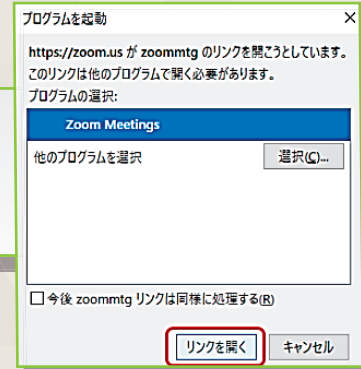 プログラムを起動
https://zoom.us が zoommtg のリンクを開こうとしています。
このリンクは他のプログラムで開く必要があります。
プログラムの選択:
Zoom Meetings
他のプログラムを選択
選択(C)...
今後 zoommtg リンクは同様に処理する(R)
リンクを開く
キャンセル